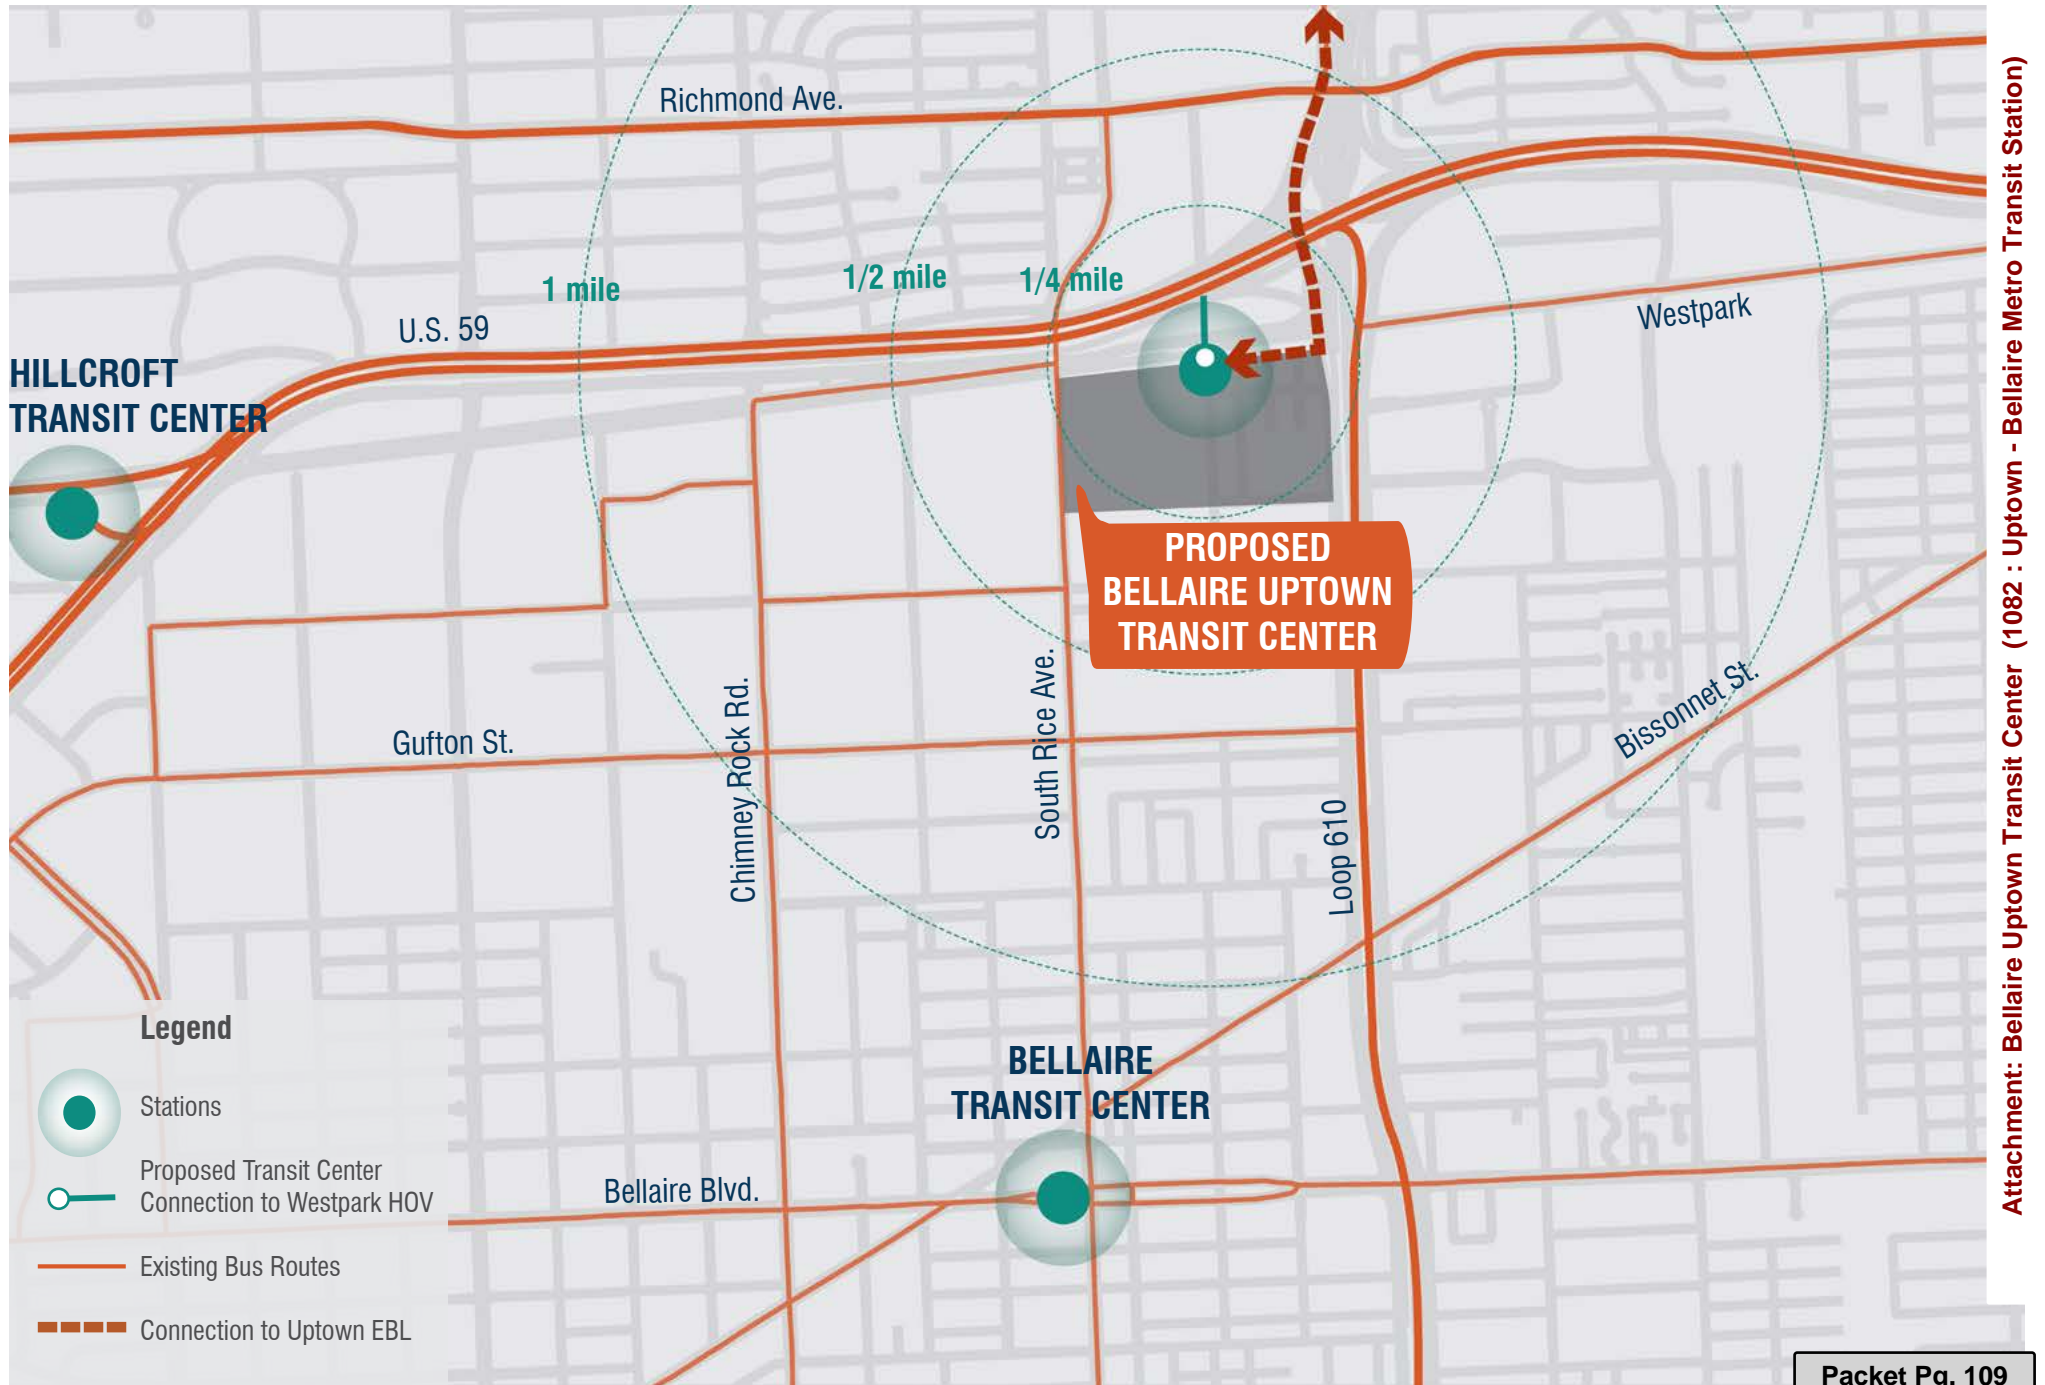 Richmond Ave.
1 mile
1/2 mile
1/4 mile
U.S. 59
Westpark
HILLCROFT
TRANSIT CENTER
PROPOSED
BELLAIRE UPTOWN
TRANSIT CENTER
Gufton St.
Chimney Rock Rd.
South Rice Ave.
Loop 610
Bissonnet St.
BELLAIRE
TRANSIT CENTER
Bellaire Blvd.
Legend
Stations
Proposed Transit Center
Connection to Westpark HOV
Existing Bus Routes
Connection to Uptown EBL
Attachment: Bellaire Uptown Transit Center (1082 : Uptown - Bellaire Metro Transit Station)
Packet Pg. 109